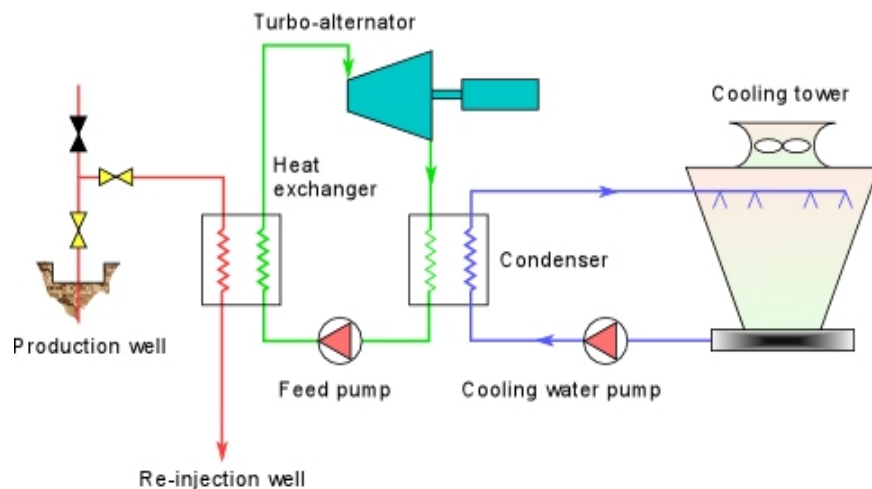 Turbo-alternator
Cooling tower
Heat
exchanger
Condenser
Production well
Feed pump
Cooling water pump
Re-injection well